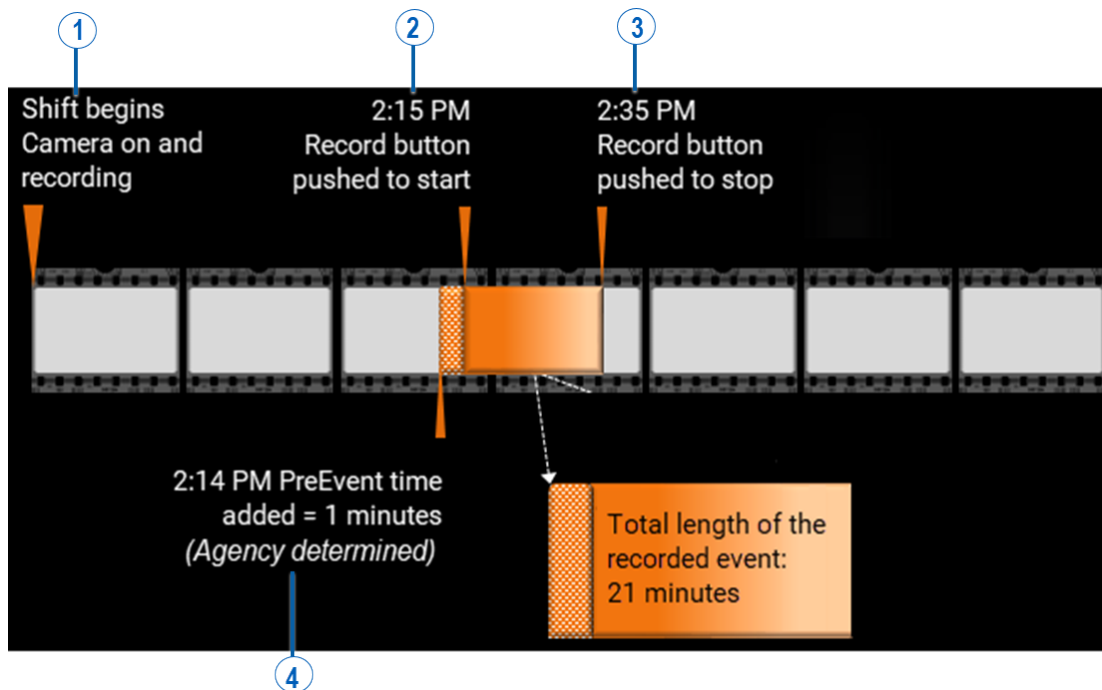 1
2
3
Shift begins
Camera on and
recording
2:15 PM
Record button
pushed to start
2:35 PM
Record button
pushed to stop
2:14 PM PreEvent time
added = 1 minutes
(Agency determined)
Total length of the
recorded event:
21 minutes
4